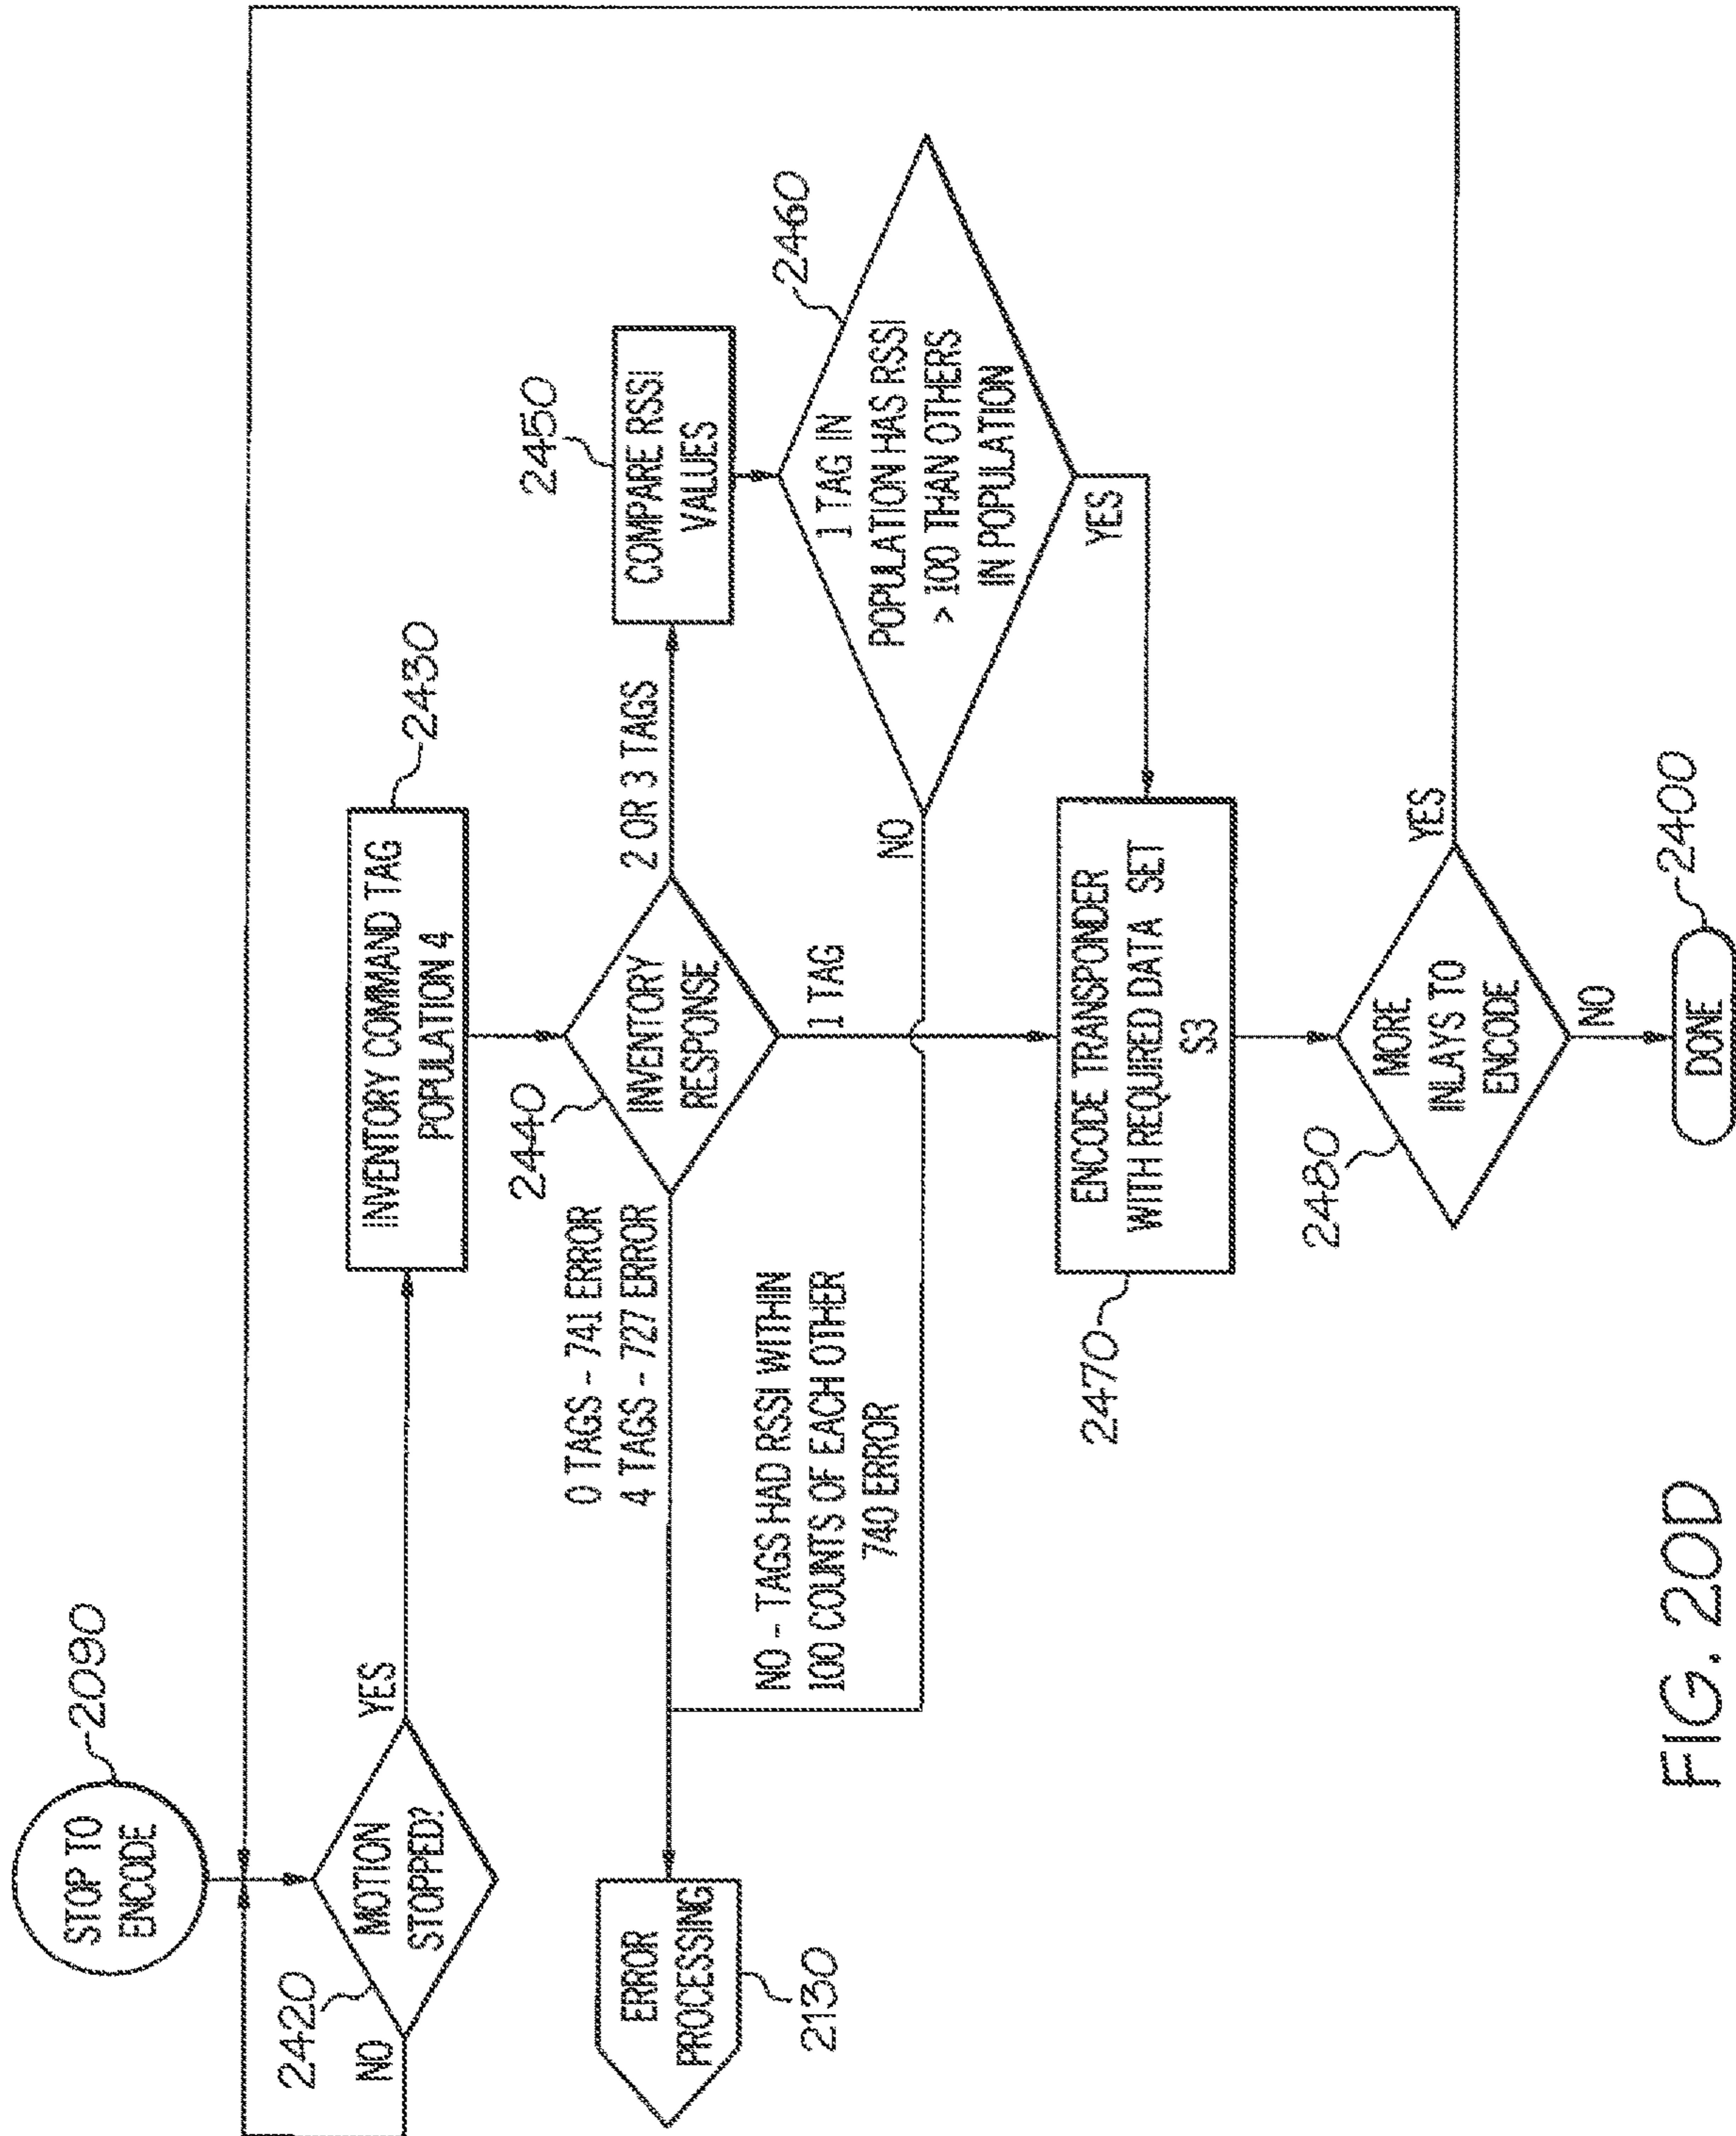 STOP TO
ENCODE
2090
2420
MOTION
STOPPED?
YES
NO
INVENTORY COMMAND TAG
POPULATION 4
2430
2440
INVENTORY
RESPONSE
2 OR 3 TAGS
0 TAGS - 741 ERROR
4 TAGS - 727 ERROR
1 TAG
2450
COMPARE RSSI
VALUES
2460
1 TAG IN
POPULATION HAS RSSI
> 100 THAN OTHERS
IN POPULATION
NO
YES
ERROR
PROCESSING
2130
NO - TAGS HAD RSSI WITHIN
100 COUNTS OF EACH OTHER
740 ERROR
2470
ENCODE TRANSPONDER
WITH REQUIRED DATA SET
S3
2480
MORE
INLAYS TO
ENCODE
YES
NO
DONE
2400
FIG. 20D